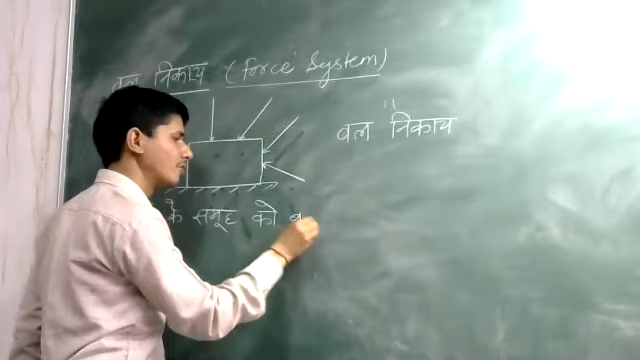 बल निकाय (Force System)
बल निकाय
के समूह को ब